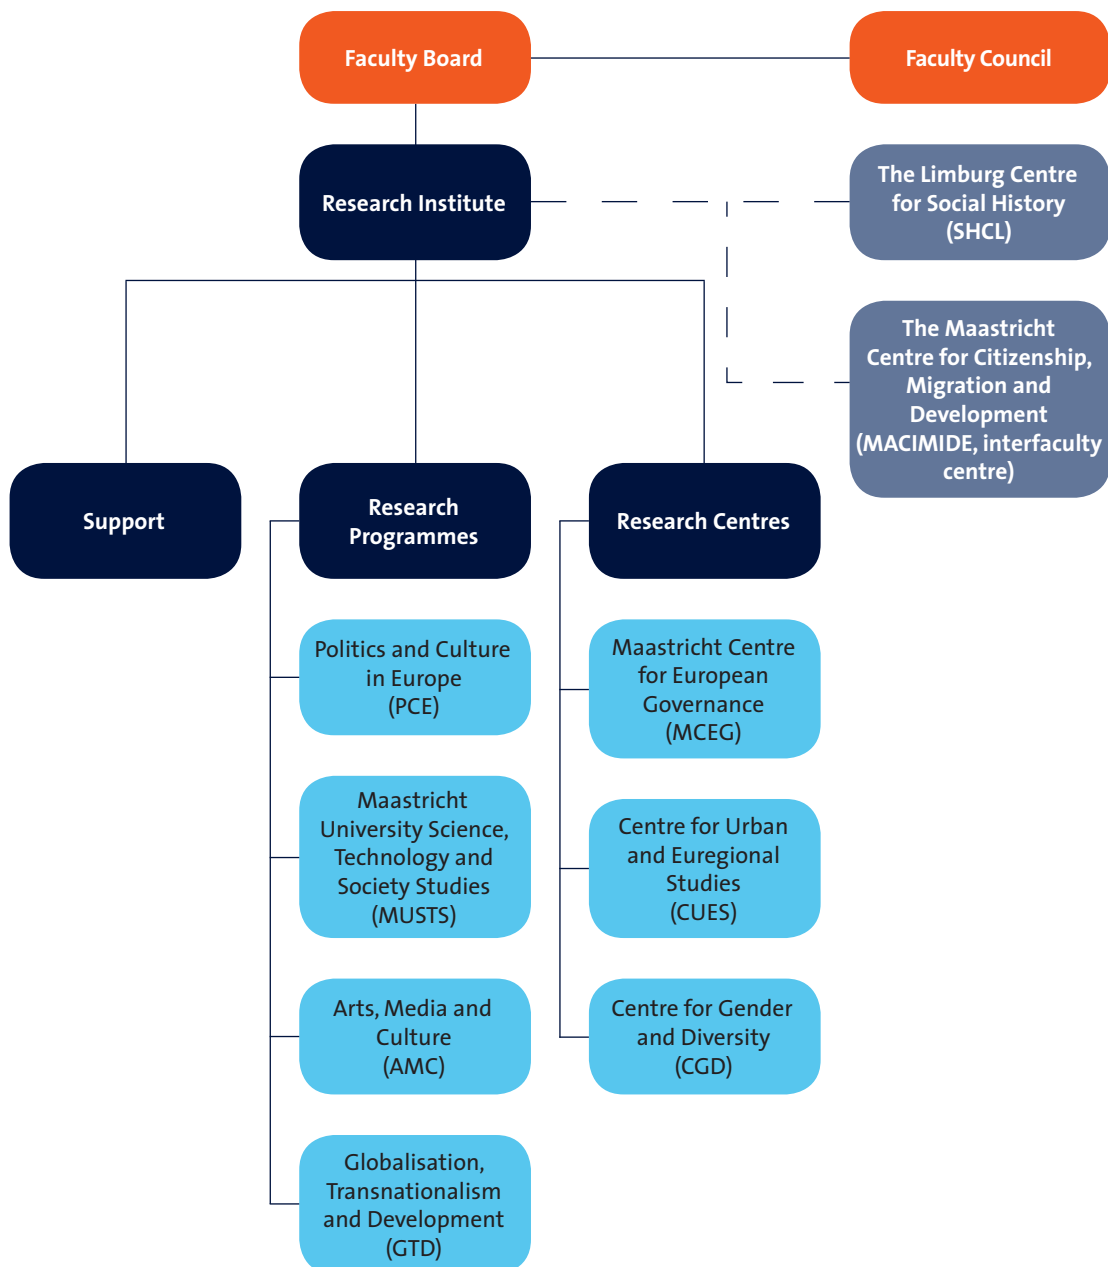 Faculty Board
Faculty Council
Research Institute
The Limburg Centre
for Social History
(SHCL)
The Maastricht
Centre for Citizenship,
Migration and
Development
(MACIMIDE, interfaculty
centre)
Support
Research
Programmes
Research Centres
Politics and Culture
in Europe
(PCE)
Maastricht
University Science,
Technology and
Society Studies
(MUSTS)
Arts, Media and
Culture
(AMC)
Globalisation,
Transnationalism
and Development
(GTD)
Maastricht Centre
for European
Governance
(MCEG)
Centre for Urban
and Euregional
Studies
(CUES)
Centre for Gender
and Diversity
(CGD)